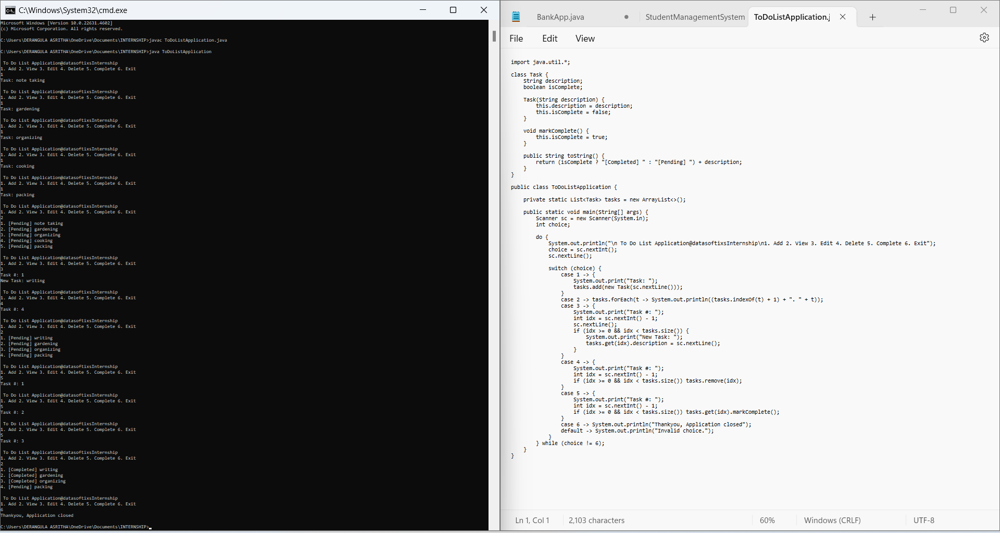 C:\Windows\System32\cmd.exe
Microsoft Windows [Version 10.0.22631.4602]
(c) Microsoft Corporation. All rights reserved.
C:\Users\DERANGULA ASRITHA\OneDrive\Documents\INTERNSHIP>javac ToDoListApplication.java
C:\Users\DERANGULA ASRITHA\OneDrive\Documents\INTERNSHIP>java ToDoListApplication
To Do List Application@datasoftixsInternship
1. Add 2. View 3. Edit 4. Delete 5. Complete 6. Exit
1
Task: note taking
To Do List Application@datasoftixsInternship
1. Add 2. View 3. Edit 4. Delete 5. Complete 6. Exit
1
Task: gardening
To Do List Application@datasoftixsInternship
1. Add 2. View 3. Edit 4. Delete 5. Complete 6. Exit
1
Task: organizing
To Do List Application@datasoftixsInternship
1. Add 2. View 3. Edit 4. Delete 5. Complete 6. Exit
1
Task: cooking
To Do List Application@datasoftixsInternship
1. Add 2. View 3. Edit 4. Delete 5. Complete 6. Exit
1
Task: packing
To Do List Application@datasoftixsInternship
1. Add 2. View 3. Edit 4. Delete 5. Complete 6. Exit
2
1. [Pending] note taking
2. [Pending] gardening
3. [Pending] organizing
4. [Pending] cooking
5. [Pending] packing
To Do List Application@datasoftixsInternship
1. Add 2. View 3. Edit 4. Delete 5. Complete 6. Exit
3
Task #: 1
New Task: writing
To Do List Application@datasoftixsInternship
1. Add 2. View 3. Edit 4. Delete 5. Complete 6. Exit
4
Task #: 4
To Do List Application@datasoftixsInternship
1. Add 2. View 3. Edit 4. Delete 5. Complete 6. Exit
2
1. [Pending] writing
2. [Pending] gardening
3. [Pending] organizing
4. [Pending] packing
To Do List Application@datasoftixsInternship
1. Add 2. View 3. Edit 4. Delete 5. Complete 6. Exit
5
Task #: 1
To Do List Application@datasoftixsInternship
1. Add 2. View 3. Edit 4. Delete 5. Complete 6. Exit
5
Task #: 2
To Do List Application@datasoftixsInternship
1. Add 2. View 3. Edit 4. Delete 5. Complete 6. Exit
5
Task #: 3
To Do List Application@datasoftixsInternship
1. Add 2. View 3. Edit 4. Delete 5. Complete 6. Exit
2
1. [Completed] writing
2. [Completed] gardening
3. [Completed] organizing
4. [Pending] packing
To Do List Application@datasoftixsInternship
1. Add 2. View 3. Edit 4. Delete 5. Complete 6. Exit
6
Thankyou, Application closed
C:\Users\DERANGULA ASRITHA\OneDrive\Documents\INTERNSHIP>
BankApp.java StudentManagementSystem ToDoListApplication.j
File Edit View
import java.util.*;
class Task {
String description;
boolean isComplete;
Task(String description) {
this.description = description;
this.isComplete = false;
}
void markComplete() {
this.isComplete = true;
}
public String toString() {
return (isComplete ? "[Completed] " : "[Pending] ") + description;
}
}
public class ToDoListApplication {
private static List<Task> tasks = new ArrayList<>();
public static void main(String[] args) {
Scanner sc = new Scanner(System.in);
int choice;
do {
System.out.println("\n To Do List Application@datasoftixsInternship\n1. Add 2. View 3. Edit 4. Delete 5. Complete 6. Exit");
choice = sc.nextInt();
sc.nextLine();
switch (choice) {
case 1 -> {
System.out.print("Task: ");
tasks.add(new Task(sc.nextLine()));
}
case 2 -> tasks.forEach(t -> System.out.println((tasks.indexOf(t) + 1) + ". " + t));
case 3 -> {
System.out.print("Task #: ");
int idx = sc.nextInt() - 1;
sc.nextLine();
if (idx >= 0 && idx < tasks.size()) {
System.out.print("New Task: ");
tasks.get(idx).description = sc.nextLine();
}
}
case 4 -> {
System.out.print("Task #: ");
int idx = sc.nextInt() - 1;
if (idx >= 0 && idx < tasks.size()) tasks.remove(idx);
}
case 5 -> {
System.out.print("Task #: ");
int idx = sc.nextInt() - 1;
if (idx >= 0 && idx < tasks.size()) tasks.get(idx).markComplete();
}
case 6 -> System.out.println("Thankyou, Application closed");
default -> System.out.println("Invalid choice.");
}
} while (choice != 6);
}
}
Ln 1, Col 1 2,103 characters 60% Windows (CRLF) UTF-8